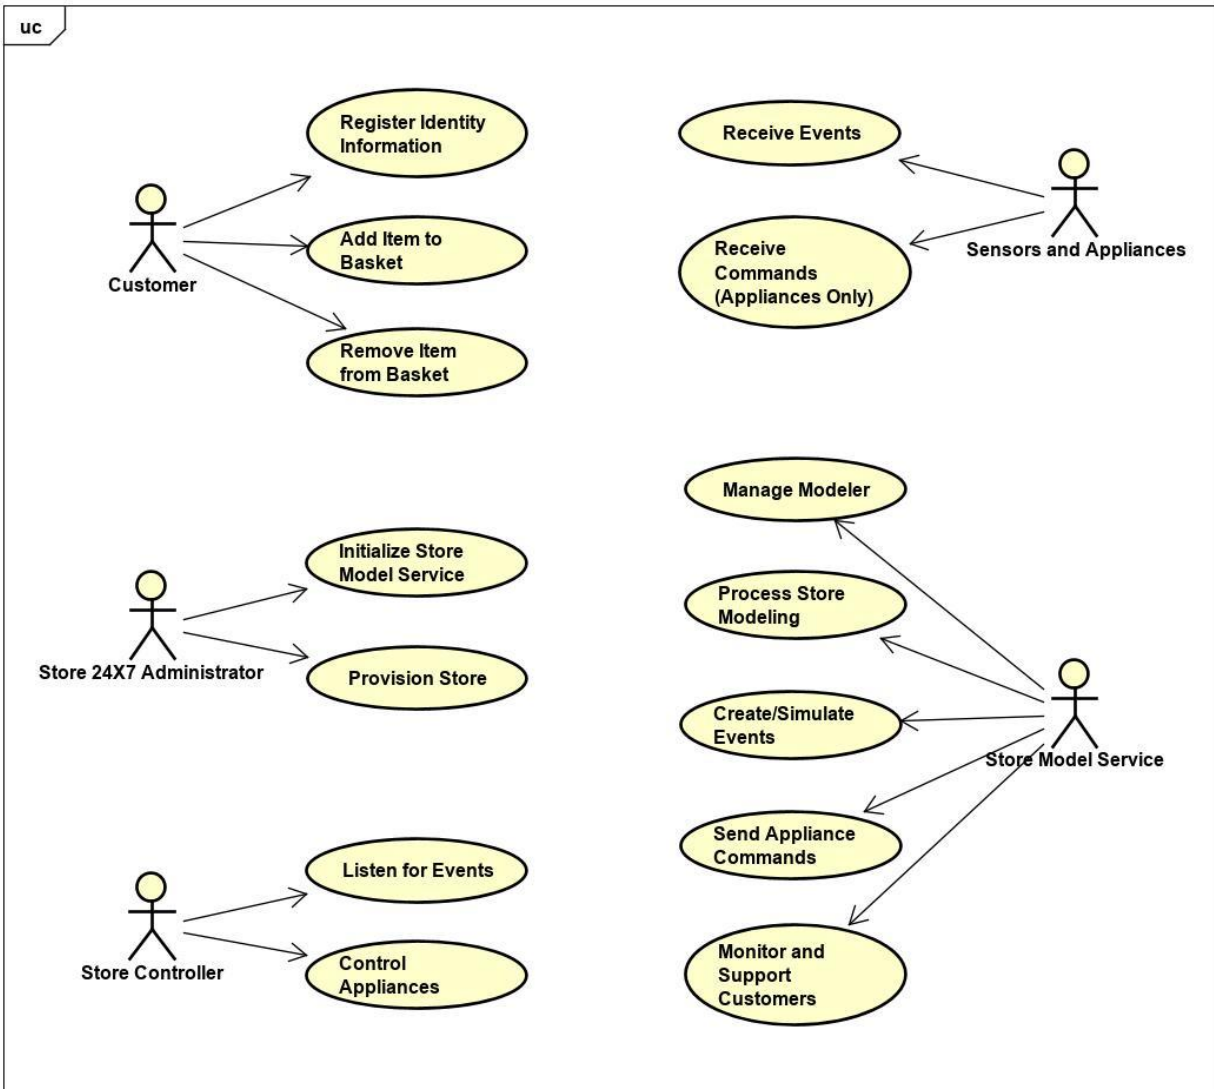 uc
Register Identity
Information
Add Item to
Basket
Remove Item
from Basket
Customer
Receive Events
Receive
Commands
(Appliances Only)
Sensors and Appliances
Initialize Store
Model Service
Provision Store
Store 24X7 Administrator
Manage Modeler
Process Store
Modeling
Create/Simulate
Events
Send Appliance
Commands
Monitor and
Support
Customers
Store Model Service
Listen for Events
Control
Appliances
Store Controller